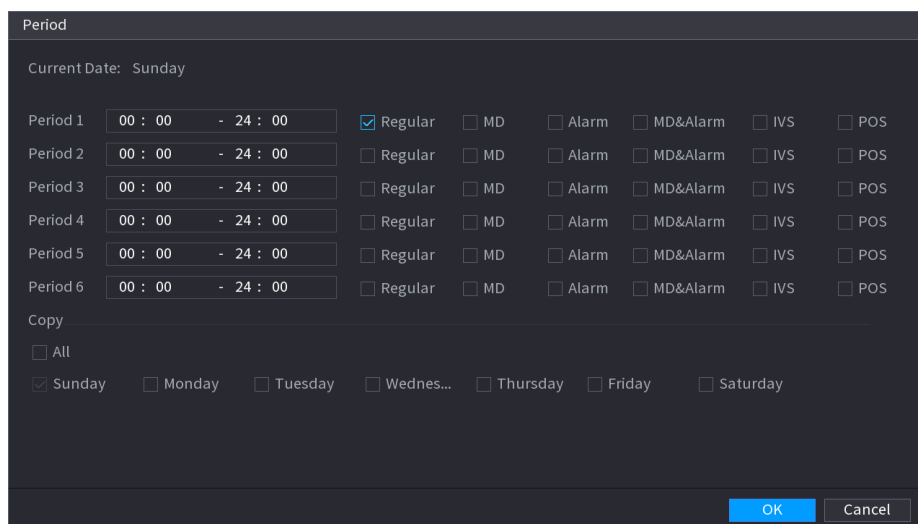 Period
Current Date: Sunday
Period 1 00 : 00 - 24 : 00 Regular MD Alarm MD&Alarm IVS POS
Period 2 00 : 00 - 24 : 00 Regular MD Alarm MD&Alarm IVS POS
Period 3 00 : 00 - 24 : 00 Regular MD Alarm MD&Alarm IVS POS
Period 4 00 : 00 - 24 : 00 Regular MD Alarm MD&Alarm IVS POS
Period 5 00 : 00 - 24 : 00 Regular MD Alarm MD&Alarm IVS POS
Period 6 00 : 00 - 24 : 00 Regular MD Alarm MD&Alarm IVS POS
Copy
All
Sunday Monday Tuesday Wednes... Thursday Friday Saturday
OK Cancel